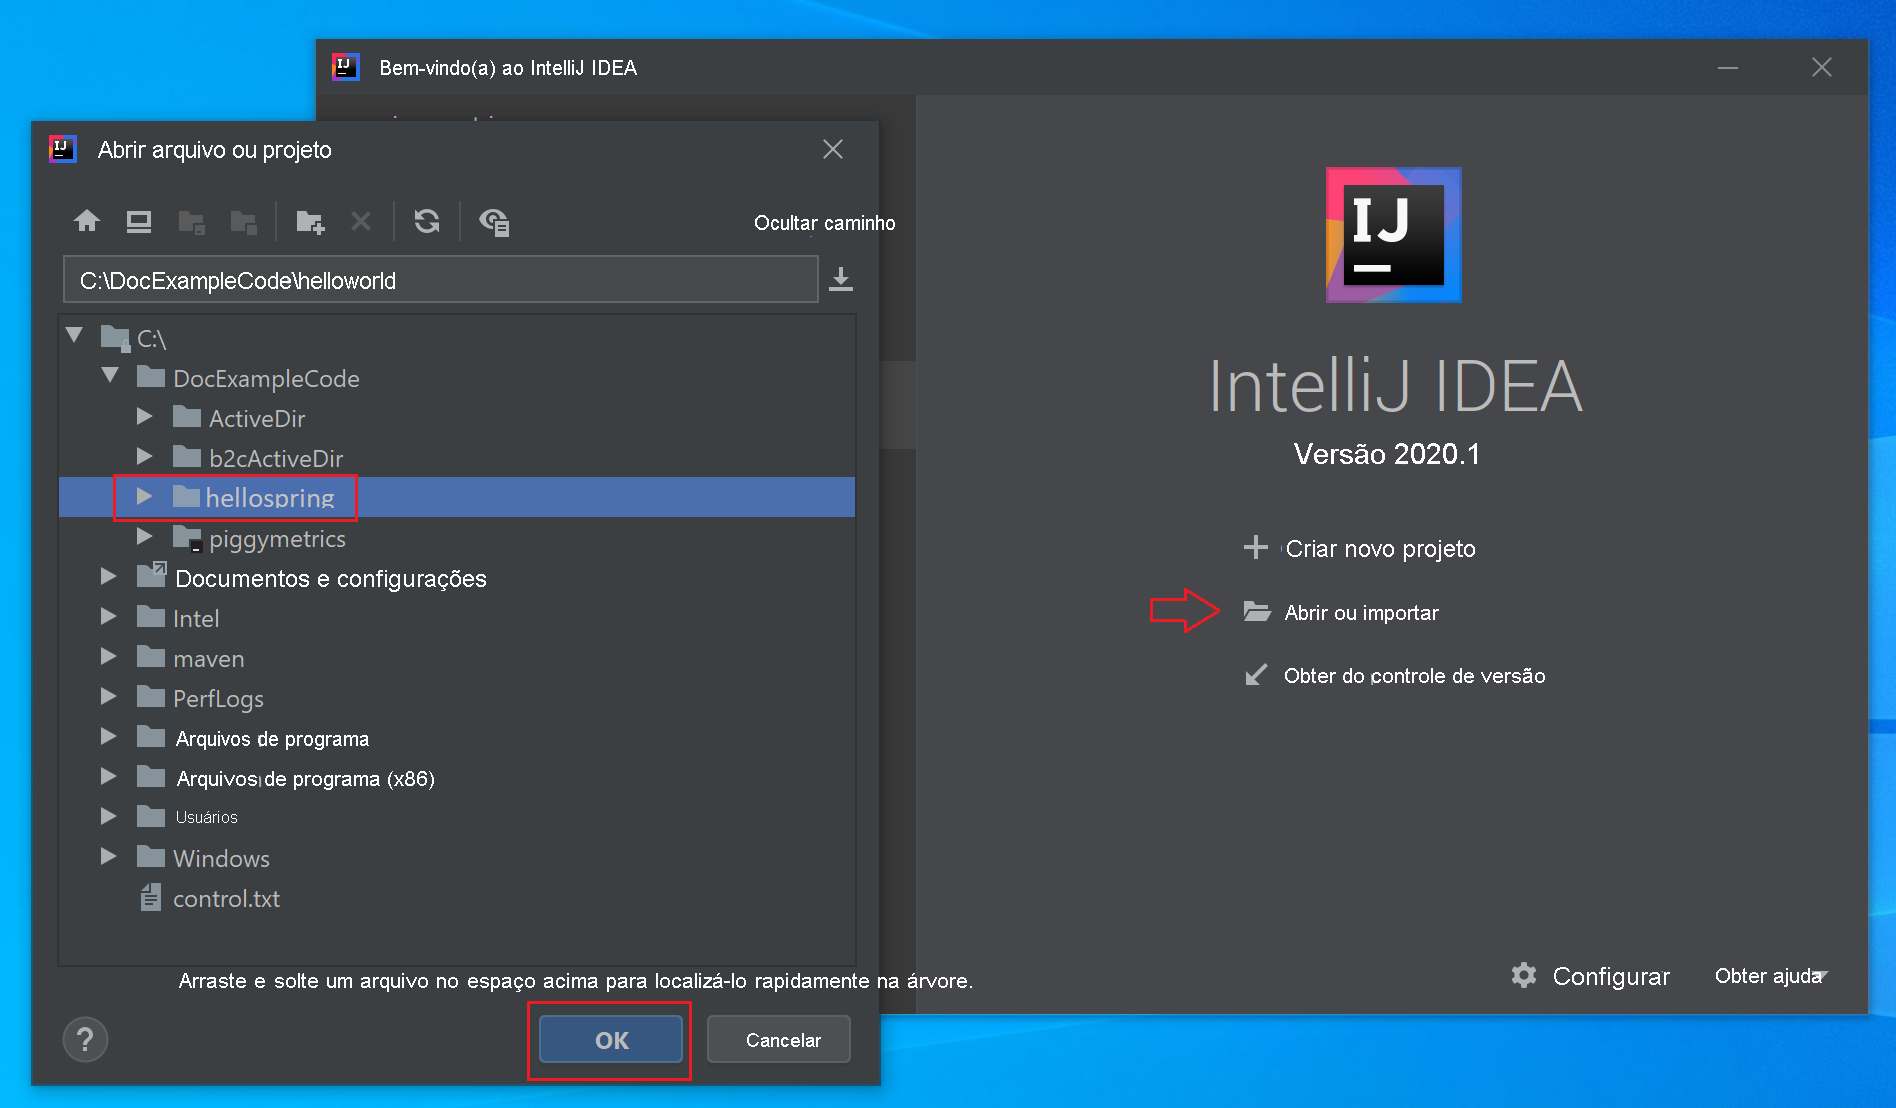 IJ
Bem-vindo(a) ao IntelliJ IDEA
IJ
Abrir arquivo ou projeto
Ocultar caminho
C:\DocExampleCode\helloworld
C:\
DocExampleCode
ActiveDir
b2cActiveDir
hellospring
piggymetrics
Documentos e configurações
Intel
maven
PerfLogs
Arquivos de programa
Arquivos de programa (x86)
Usuários
Windows
control.txt
Arraste e solte um arquivo no espaço acima para localizá-lo rapidamente na árvore.
?
OK
Cancelar
IJ
IntelliJ IDEA
Versão 2020.1
Criar novo projeto
Abrir ou importar
Obter do controle de versão
Configurar
Obter ajuda